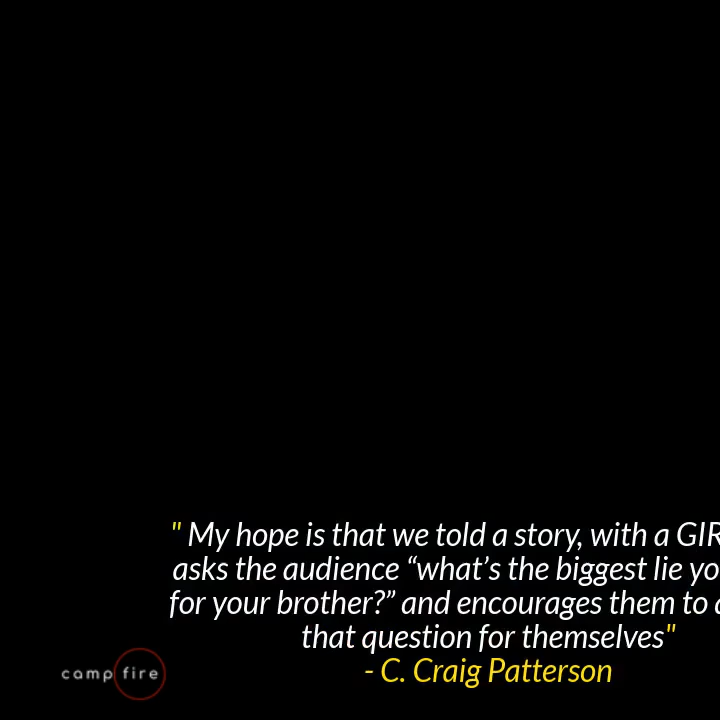 " My hope is that we told a story, with a GIR
asks the audience “what’s the biggest lie yo
for your brother?” and encourages them to
that question for themselves"
- C. Craig Patterson
camp fire